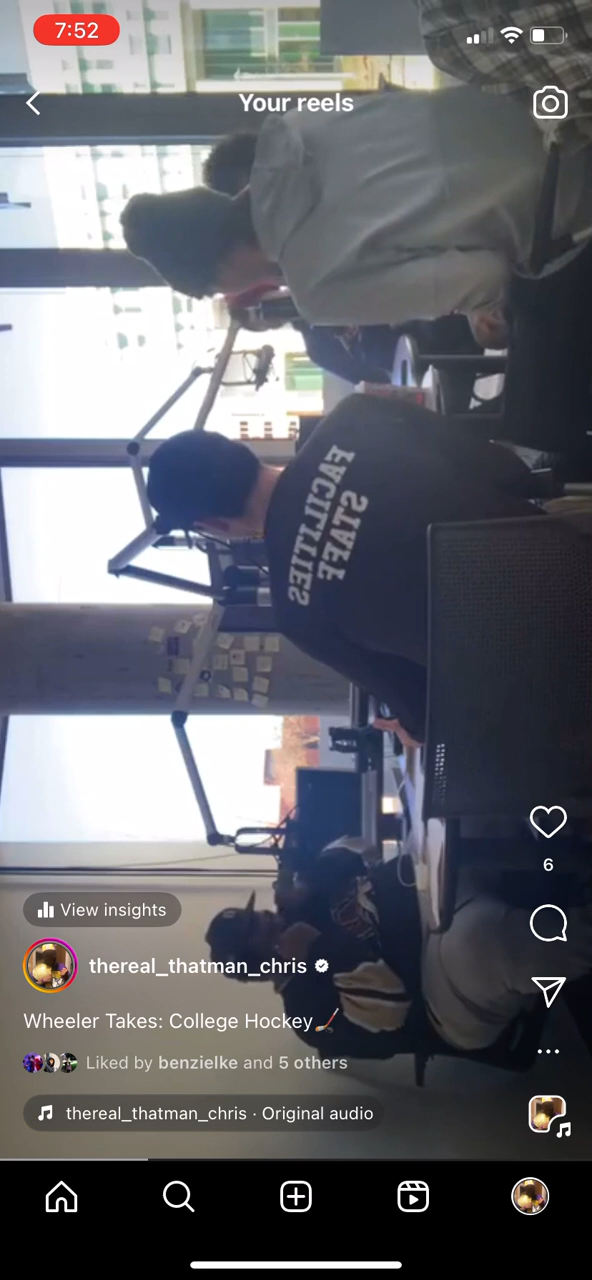 7:52
Your reels
FACILITIES
STAFF
View insights
thereal_thatman_chris
Wheeler Takes: College Hockey🏒
Liked by benzielke and 5 others
thereal_thatman_chris · Original audio
6